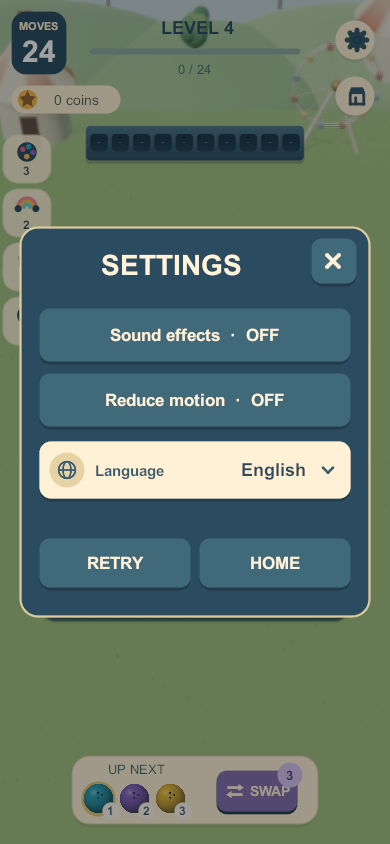 MOVES
24
LEVEL 4
0 / 24
0 coins
3
2
SETTINGS
Sound effects · OFF
Reduce motion · OFF
Language
English
RETRY
HOME
UP NEXT
1
2
3
SWAP
3